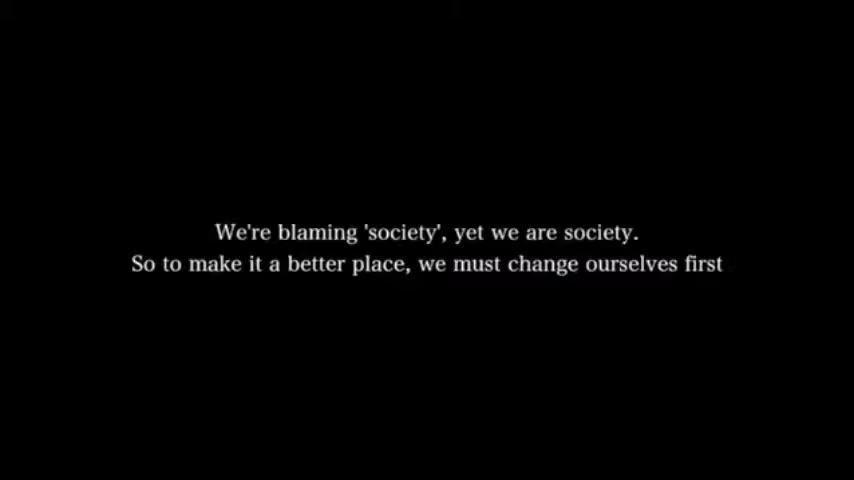 We're blaming 'society', yet we are society.
So to make it a better place, we must change ourselves first